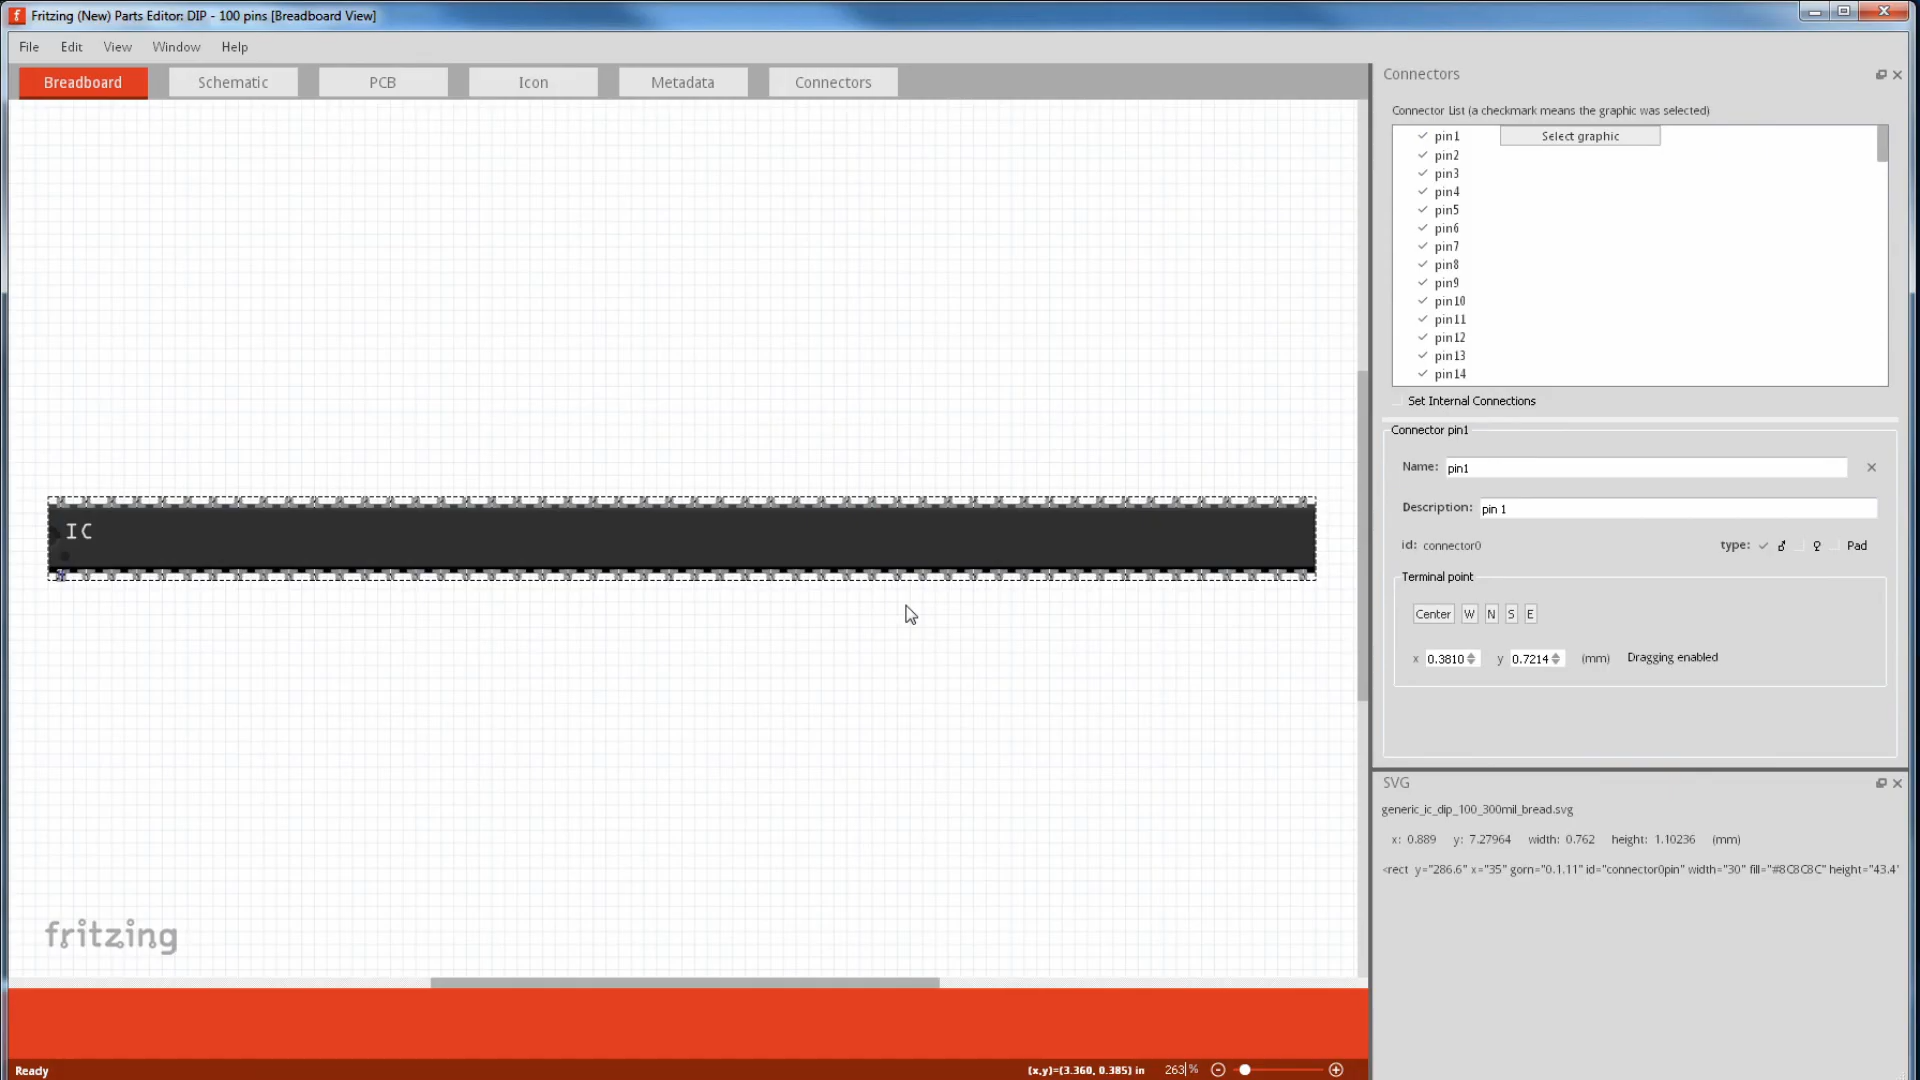 Fritzing (New) Parts Editor: DIP - 100 pins [Breadboard View]
File Edit View Window Help
Breadboard Schematic PCB Icon Metadata Connectors
Connectors
Connector List (a checkmark means the graphic was selected)
pin1 Select graphic
pin2
pin3
pin4
pin5
pin6
pin7
pin8
pin9
pin10
pin11
pin12
pin13
pin14
Set Internal Connections
Connector pin1
Name: pin1
Description: pin 1
id: connector0 type: ♂ ♀ Pad
Terminal point
Center W N S E
x 0.3810 y 0.7214 (mm) Dragging enabled
IC
SVG
generic_ic_dip_100_300mil_bread.svg
x: 0.889 y: 7.27964 width: 0.762 height: 1.10236 (mm)
<rect y="286.6" x="35" gorn="0.1.11" id="connector0pin" width="30" fill="#8C8C8C" height="43.4"
fritzing
Ready (x,y)=(3.360, 0.385) in 263 %